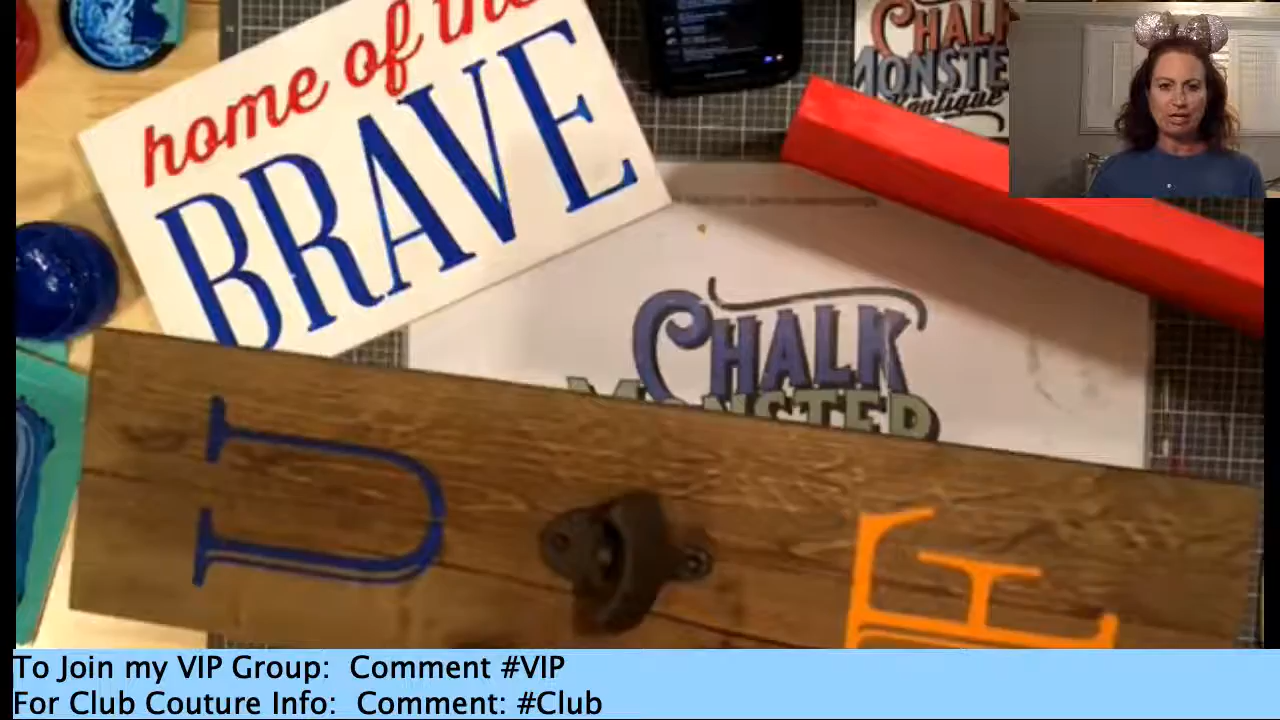 home of the
BRAVE
CHALK
MONSTER
Boutique
CHALK
MONSTER
U
F
To Join my VIP Group: Comment #VIP
For Club Couture Info: Comment: #Club